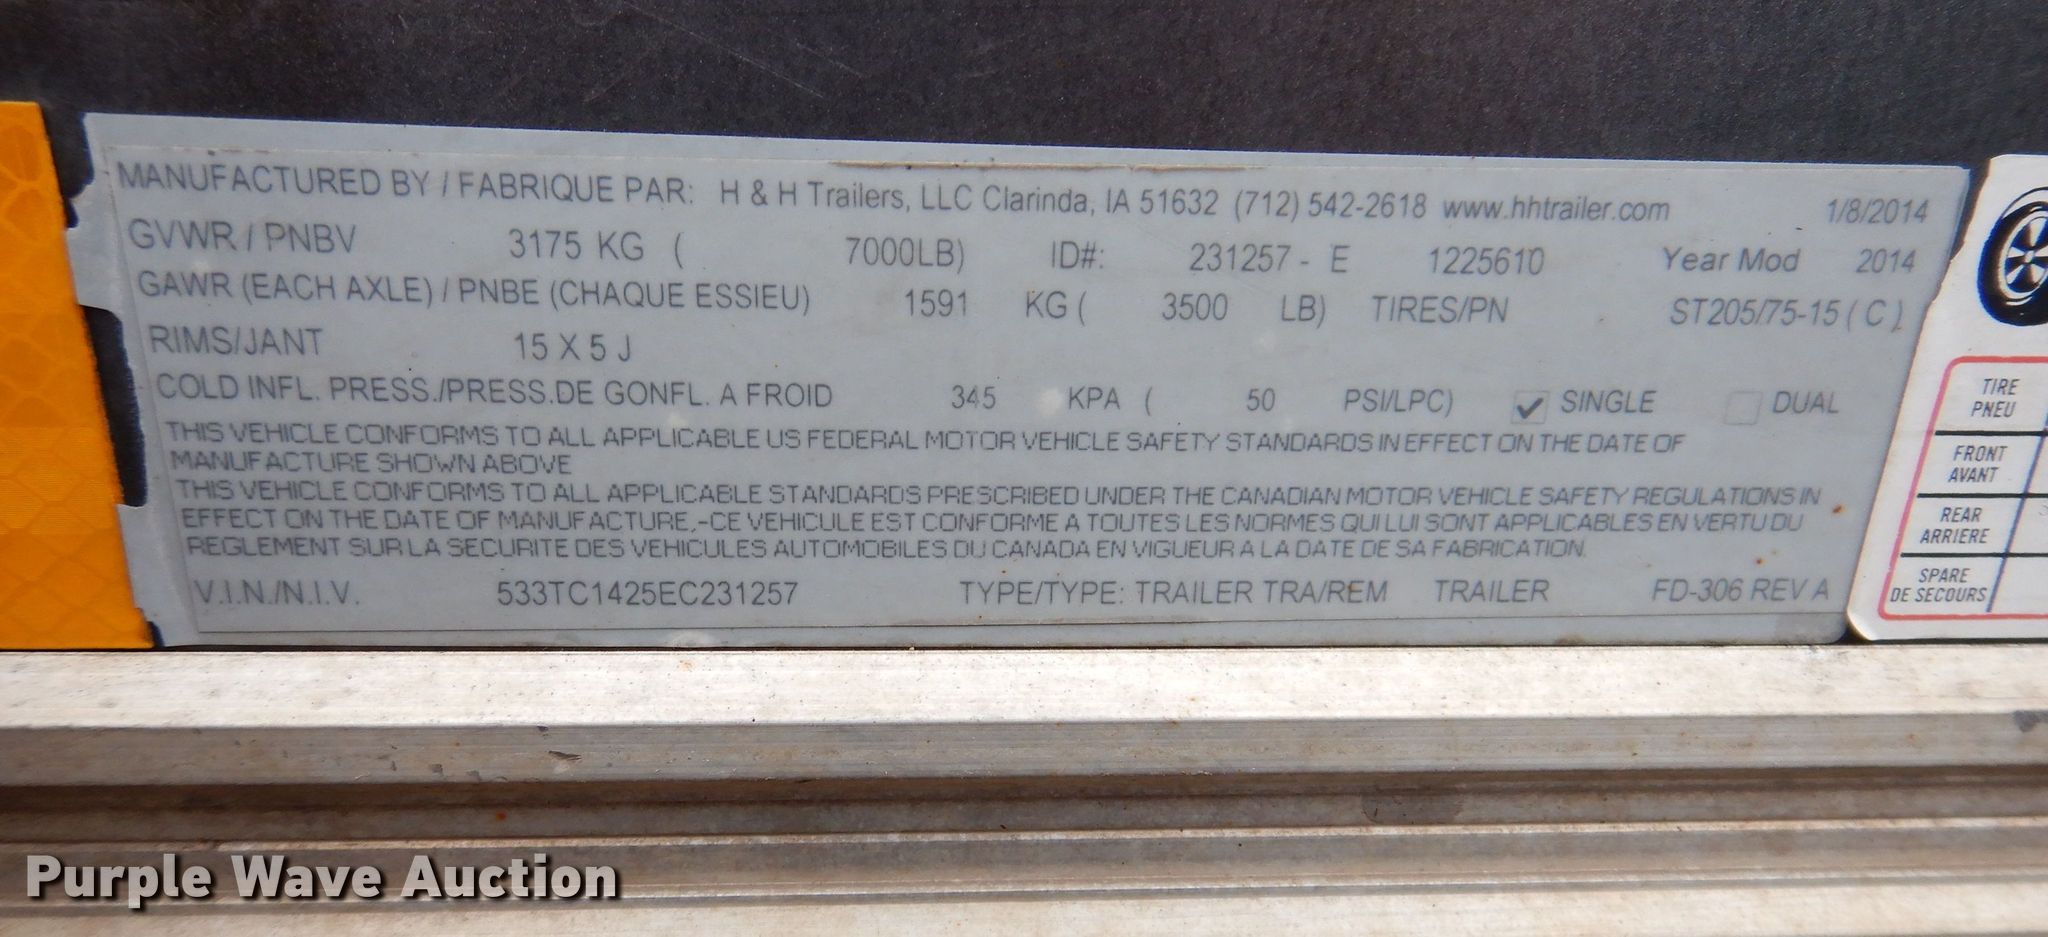 MANUFACTURED BY / FABRIQUE PAR: H & H Trailers, LLC Clarinda, IA 51632 (712) 542-2618 www.hhtrailer.com 1/8/2014
GVWR / PNBV 3175 KG ( 7000LB) ID#: 231257 - E 1225610 Year Mod 2014
GAWR (EACH AXLE) / PNBE (CHAQUE ESSIEU) 1591 KG ( 3500 LB) TIRES/PN ST205/75-15 ( C )
RIMS/JANT 15 X 5 J
COLD INFL. PRESS./PRESS.DE GONFL. A FROID 345 KPA ( 50 PSI/LPC) ✓ SINGLE DUAL
THIS VEHICLE CONFORMS TO ALL APPLICABLE US FEDERAL MOTOR VEHICLE SAFETY STANDARDS IN EFFECT ON THE DATE OF
MANUFACTURE SHOWN ABOVE
THIS VEHICLE CONFORMS TO ALL APPLICABLE STANDARDS PRESCRIBED UNDER THE CANADIAN MOTOR VEHICLE SAFETY REGULATIONS IN
EFFECT ON THE DATE OF MANUFACTURE.-CE VEHICULE EST CONFORME A TOUTES LES NORMES QUI LUI SONT APPLICABLES EN VERTU DU
REGLEMENT SUR LA SECURITE DES VEHICULES AUTOMOBILES DU CANADA EN VIGUEUR A LA DATE DE SA FABRICATION.
V.I.N./N.I.V. 533TC1425EC231257 TYPE/TYPE: TRAILER TRA/REM TRAILER FD-306 REV A
TIRE
PNEU
FRONT
AVANT
REAR
ARRIERE
SPARE
DE SECOURS
Purple Wave Auction